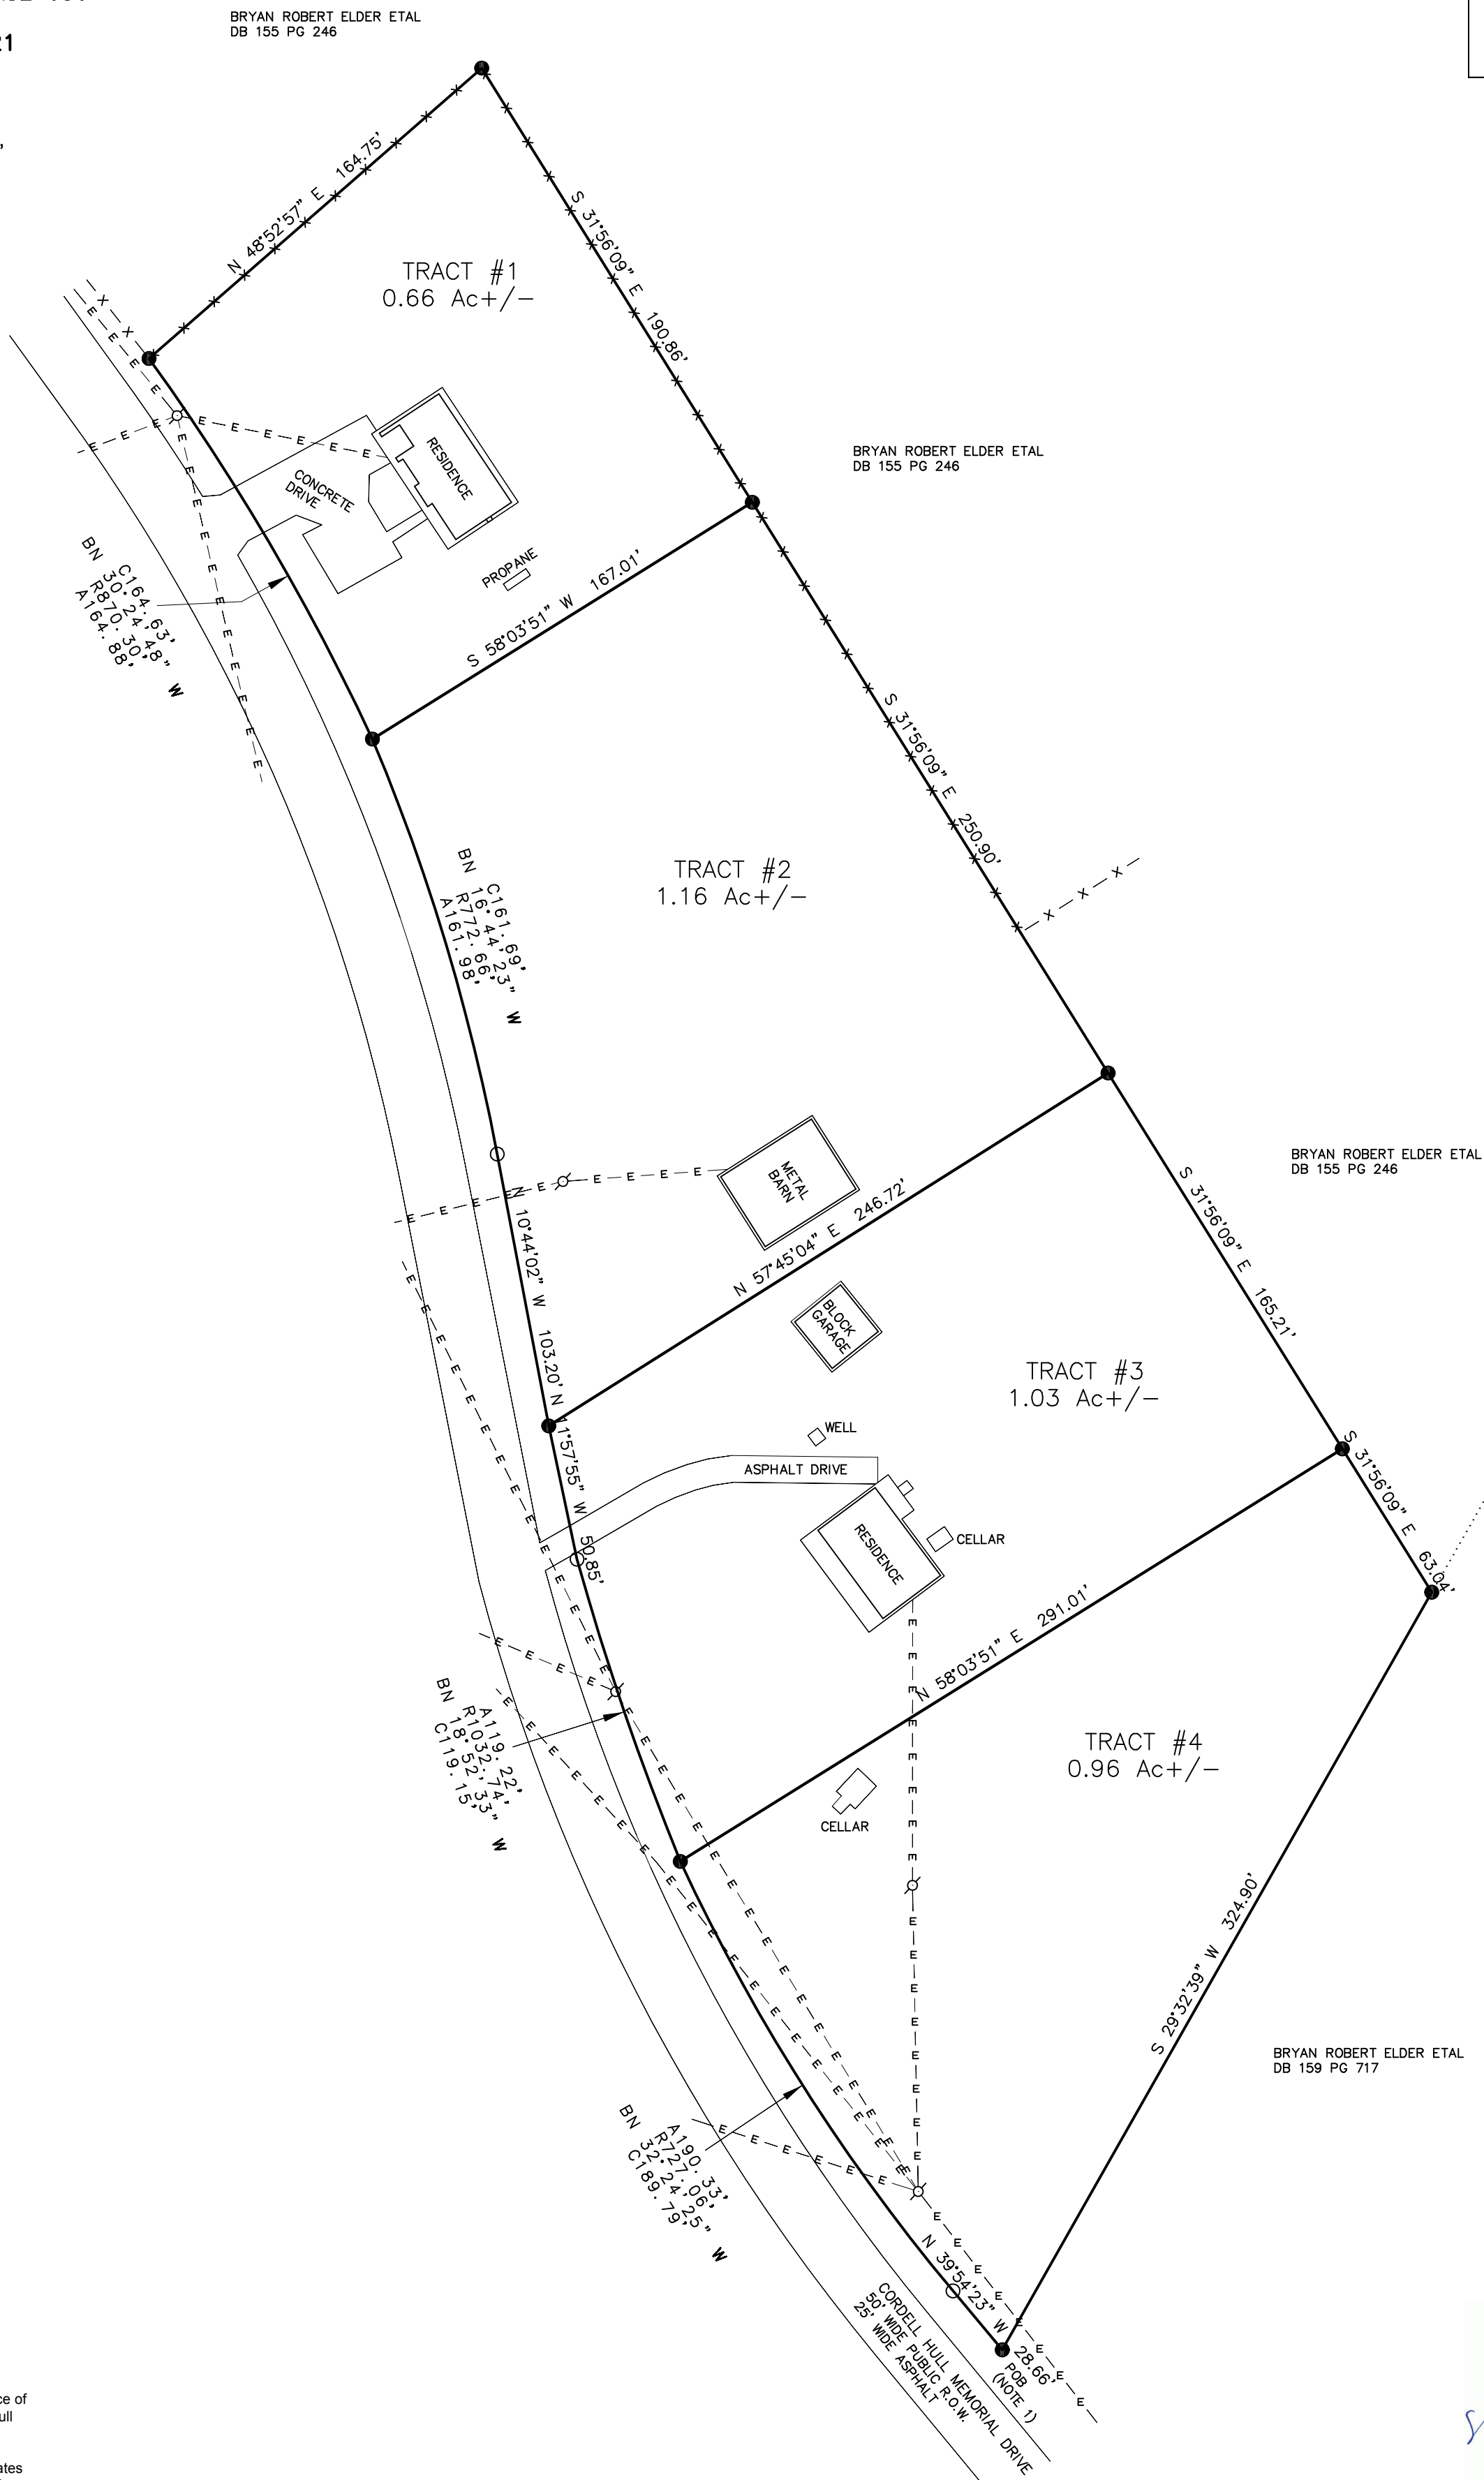 21
BRYAN ROBERT ELDER ETAL
DB 155 PG 246
N 48°52'57" E 164.75'
S 31°56'09" E 190.86'
TRACT #1
0.66 Ac+/-
RESIDENCE
CONCRETE
DRIVE
PROPANE
BRYAN ROBERT ELDER ETAL
DB 155 PG 246
C164.63'
BN 30°24'48" W
R870.30'
A164.88'
S 58°03'51" W 167.01'
S 31°56'09" E 250.90'
TRACT #2
1.16 Ac+/-
C161.69'
BN 16°44'23" W
R772.66'
A161.98'
METAL
BARN
BRYAN ROBERT ELDER ETAL
DB 155 PG 246
N 10°44'02" W 103.20'
N 57°45'04" E 246.72'
S 31°56'09" E 165.21'
BLOCK
GARAGE
TRACT #3
1.03 Ac+/-
WELL
N 11°57'55" W 50.85'
ASPHALT DRIVE
RESIDENCE
CELLAR
S 31°56'09" E 63.04'
N 58°03'51" E 291.01'
A119.22'
R1032.74'
BN 18°52'33" W
C119.15'
TRACT #4
0.96 Ac+/-
CELLAR
S 29°32'39" W 324.90'
BRYAN ROBERT ELDER ETAL
DB 159 PG 717
A190.33'
R727.06'
BN 32°24'25" W
C189.79'
N 39°54'23" W 28.66'
POB
(NOTE 1)
CORDELL HULL MEMORIAL DRIVE
50' WIDE PUBLIC R.O.W.
25' WIDE ASPHALT
ce of
ull
ates